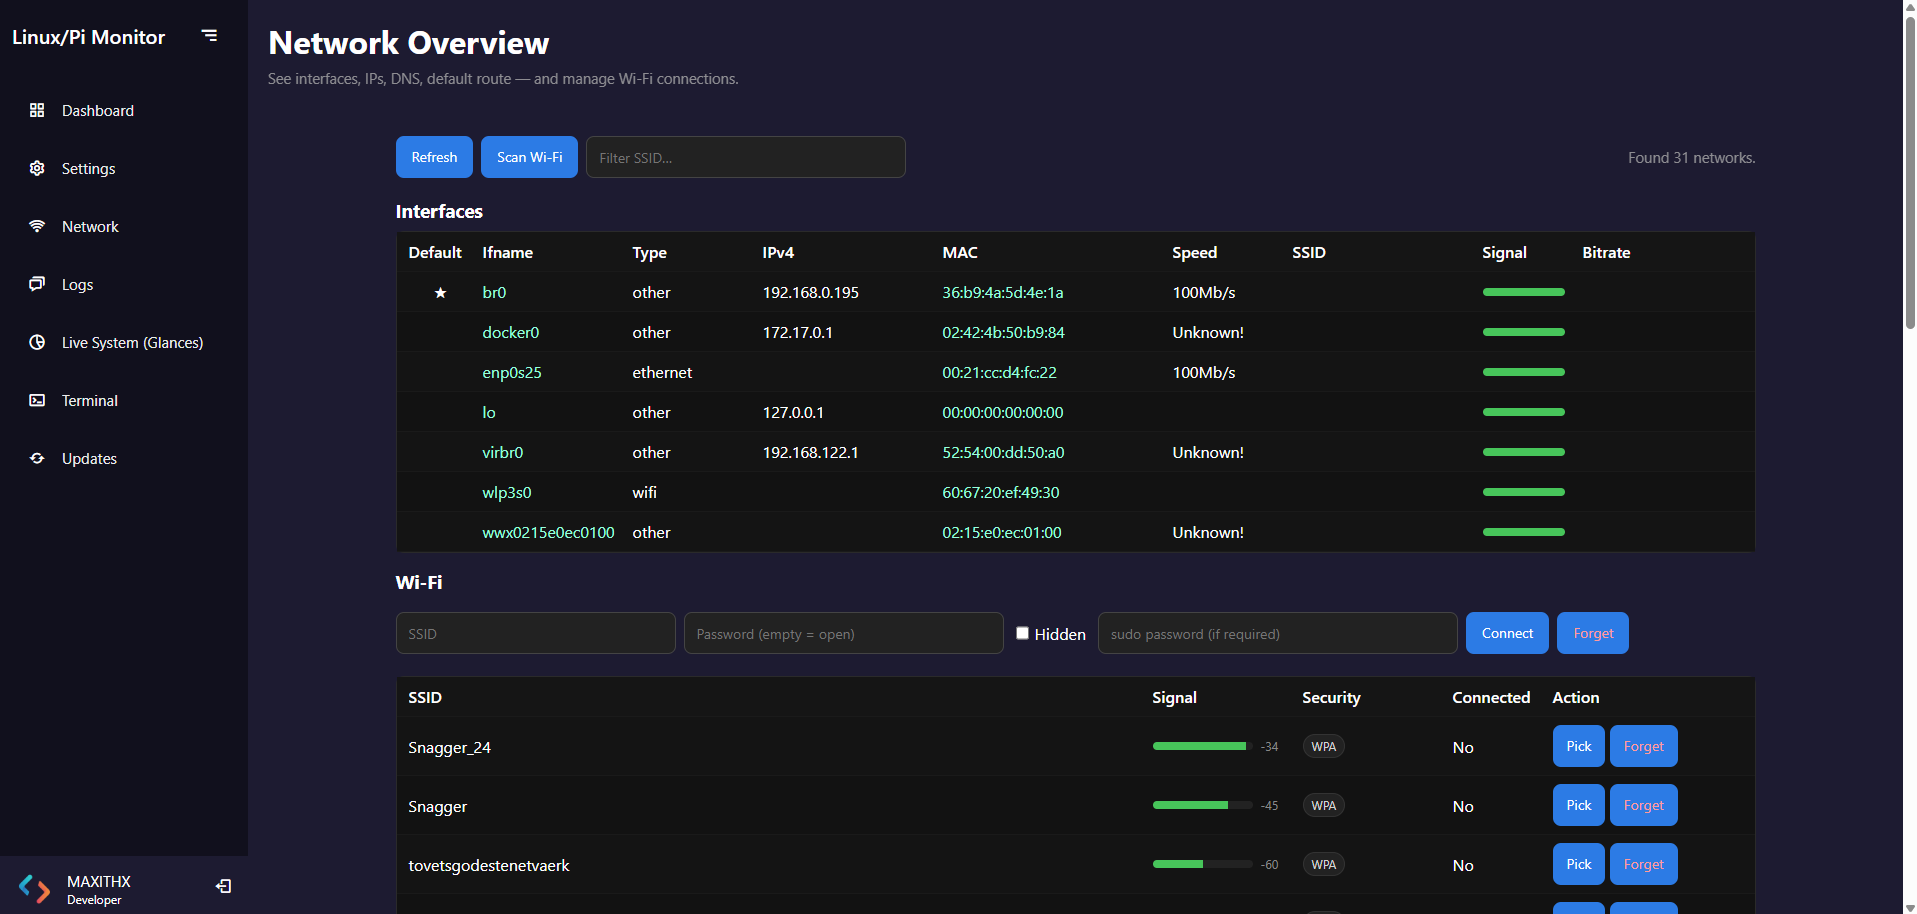 Linux/Pi Monitor
Dashboard
Settings
Network
Logs
Live System (Glances)
Terminal
Updates
MAXITHX
Developer
Network Overview
See interfaces, IPs, DNS, default route — and manage Wi-Fi connections.
Refresh Scan Wi-Fi Filter SSID... Found 31 networks.
Interfaces
Default Ifname Type IPv4 MAC Speed SSID Signal Bitrate
★ br0 other 192.168.0.195 36:b9:4a:5d:4e:1a 100Mb/s
docker0 other 172.17.0.1 02:42:4b:50:b9:84 Unknown!
enp0s25 ethernet 00:21:cc:d4:fc:22 100Mb/s
lo other 127.0.0.1 00:00:00:00:00:00
virbr0 other 192.168.122.1 52:54:00:dd:50:a0 Unknown!
wlp3s0 wifi 60:67:20:ef:49:30
wwx0215e0ec0100 other 02:15:e0:ec:01:00 Unknown!
Wi-Fi
SSID Password (empty = open) Hidden sudo password (if required) Connect Forget
SSID Signal Security Connected Action
Snagger_24 -34 WPA No Pick Forget
Snagger -45 WPA No Pick Forget
tovetsgodestenetvaerk -60 WPA No Pick Forget